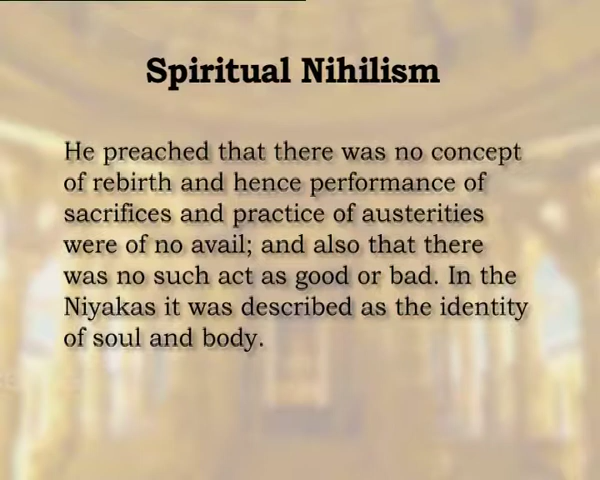 Spiritual Nihilism
He preached that there was no concept
of rebirth and hence performance of
sacrifices and practice of austerities
were of no avail; and also that there
was no such act as good or bad. In the
Niyakas it was described as the identity
of soul and body.